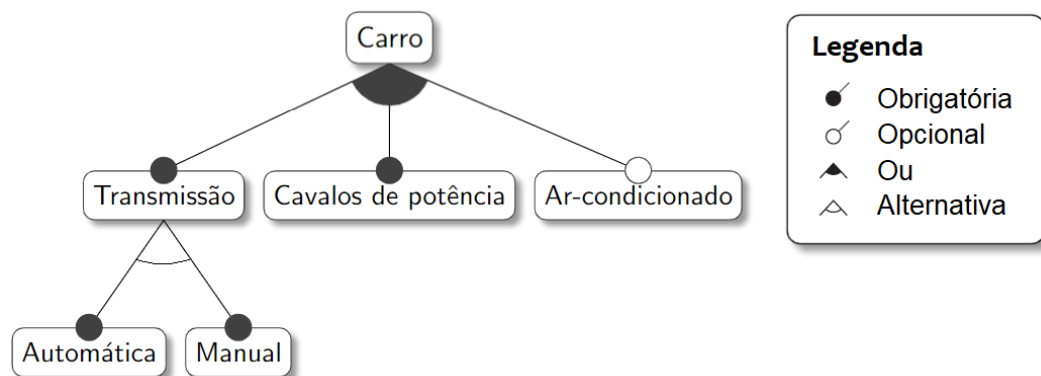 Carro
Legenda
Obrigatória
Opcional
Ou
Alternativa
Transmissão
Cavalos de potência
Ar-condicionado
Automática
Manual